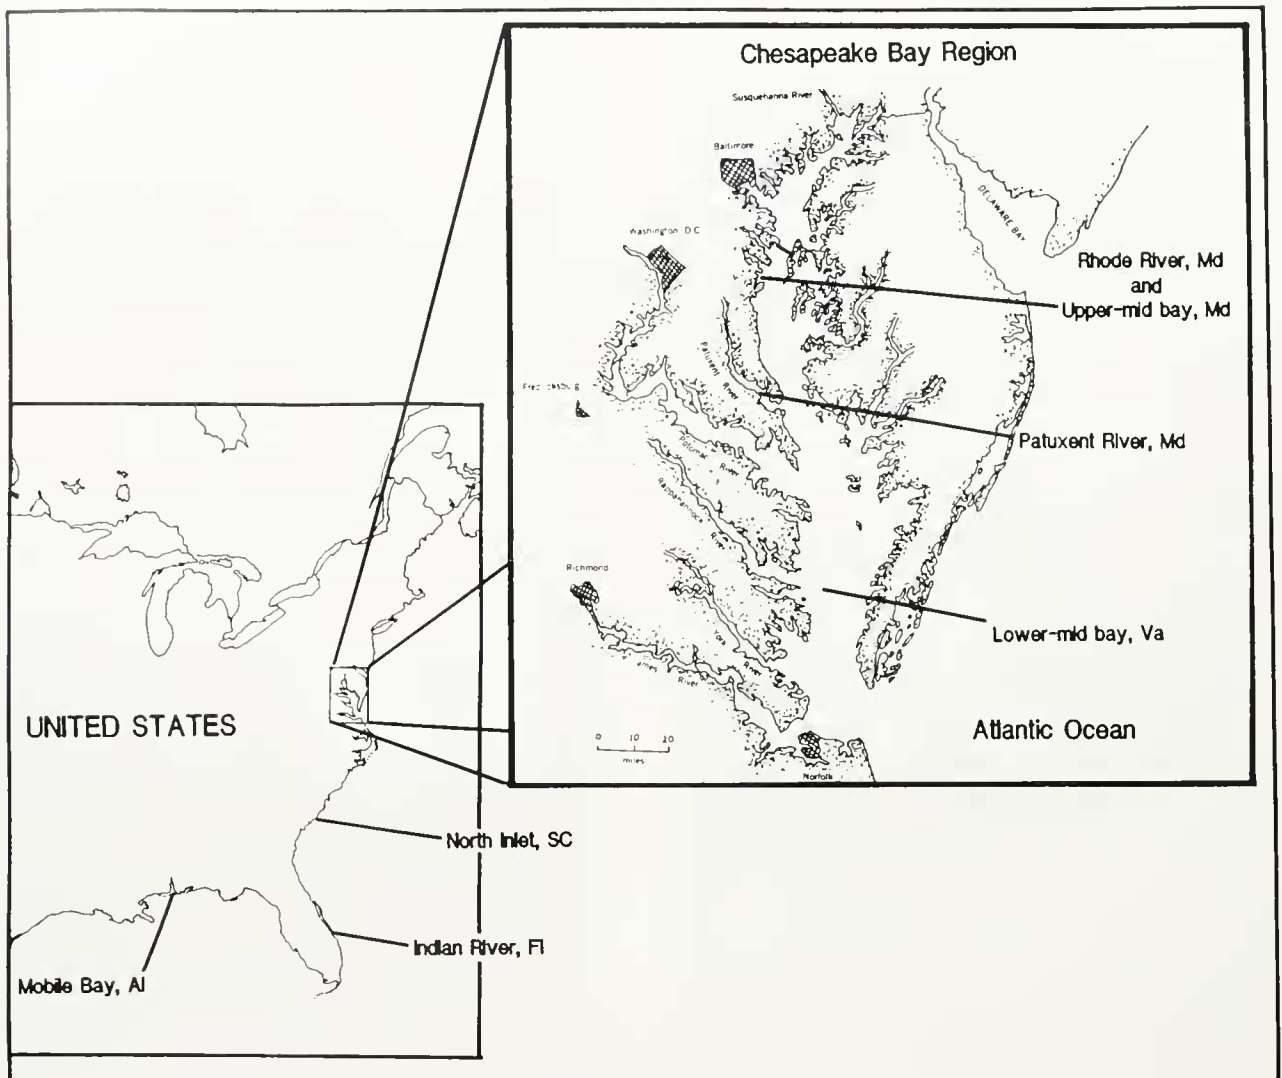 Chesapeake Bay Region
Susquehanna River
Baltimore
Washington D.C.
DELAWARE BAY
Rhode River, Md
and
Upper-mid bay, Md
Patuxent River
Fredricksburg
Patuxent River, Md
Potomac River
Rappahannock River
Richmond
York River
James River
Lower-mid bay, Va
Atlantic Ocean
0 10 20
miles
Norfolk
UNITED STATES
North Inlet, SC
Indian River, Fl
Mobile Bay, Al